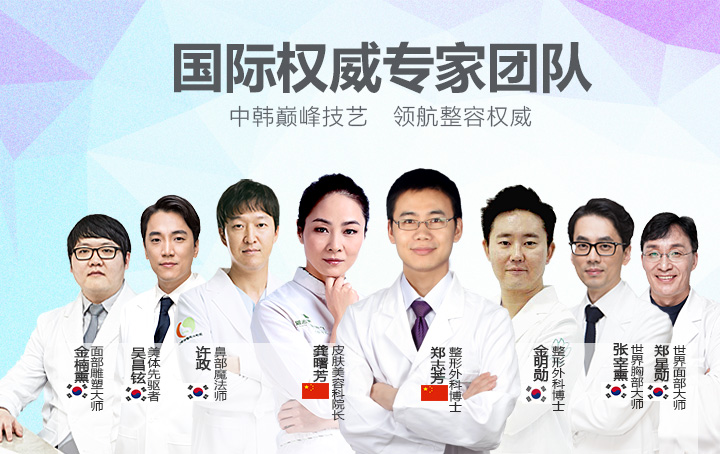 国际权威专家团队
中韩巅峰技艺 领航整容权威
面部雕塑大师
金楠熏
美体先驱者
吴昌铉
鼻部魔法师
许政
皮肤美容科院长
龚曙芳
整形外科博士
郑志芳
整形外科博士
金明勋
世界胸部大师
张宰熏
世界面部大师
郑星勋